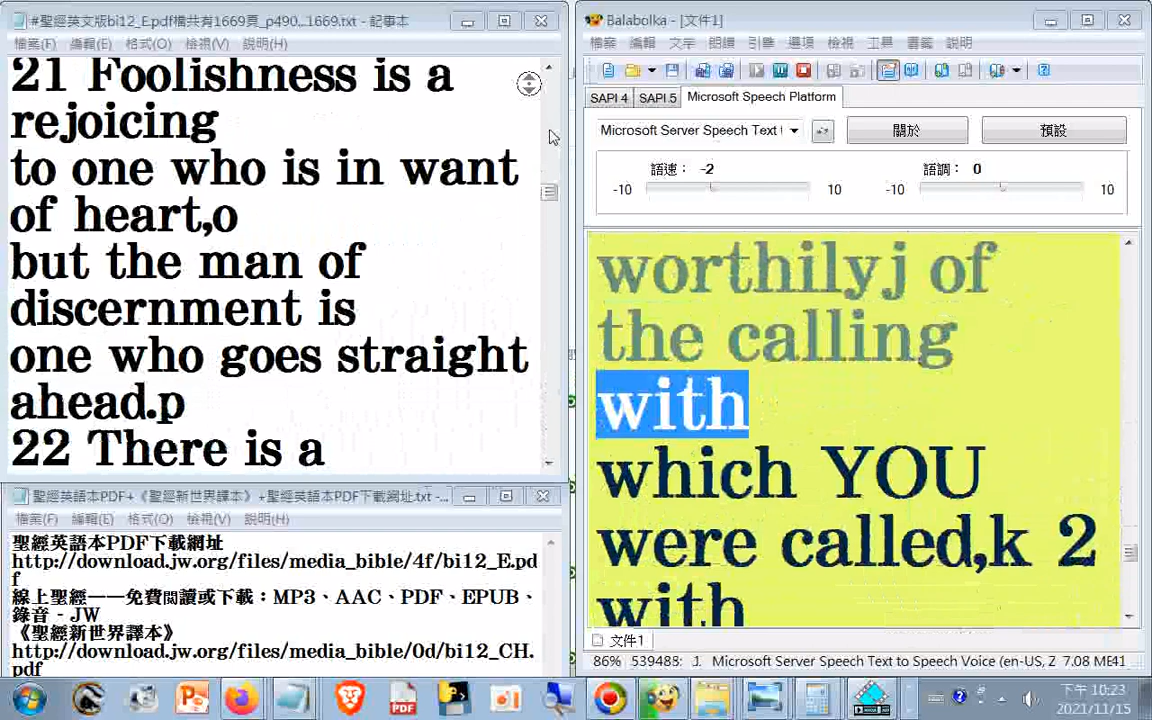 #聖經英文版bi12_E.pdf檔共有1669頁_p490,..1669.txt - 記事本
檔案(F) 編輯(E) 格式(O) 檢視(V) 說明(H)
21 Foolishness is a
rejoicing
to one who is in want
of heart,o
but the man of
discernment is
one who goes straight
ahead.p
22 There is a
聖經英語本PDF+《聖經新世界譯本》+聖經英語本PDF下載網址.txt - ...
檔案(F) 編輯(E) 格式(O) 檢視(V) 說明(H)
聖經英語本PDF下載網址
http://download.jw.org/files/media_bible/4f/bi12_E.pd
f
線上聖經——免費閱讀或下載：MP3、AAC、PDF、EPUB、
錄音 - JW
《聖經新世界譯本》
http://download.jw.org/files/media_bible/0d/bi12_CH.
pdf
Balabolka - [文件1]
檔案 編輯 文字 朗讀 引擎 選項 檢視 工具 書籤 說明
SAPI 4 SAPI 5 Microsoft Speech Platform
Microsoft Server Speech Text 關於 預設
語速： -2 語調： 0
-10 10 -10 10
worthilyj of
the calling
with
which YOU
were called,k 2
with
文件1
86% 539483: Microsoft Server Speech Text to Speech Voice (en-US, Z 7.08 ME41
下午 10:23
2021/11/15